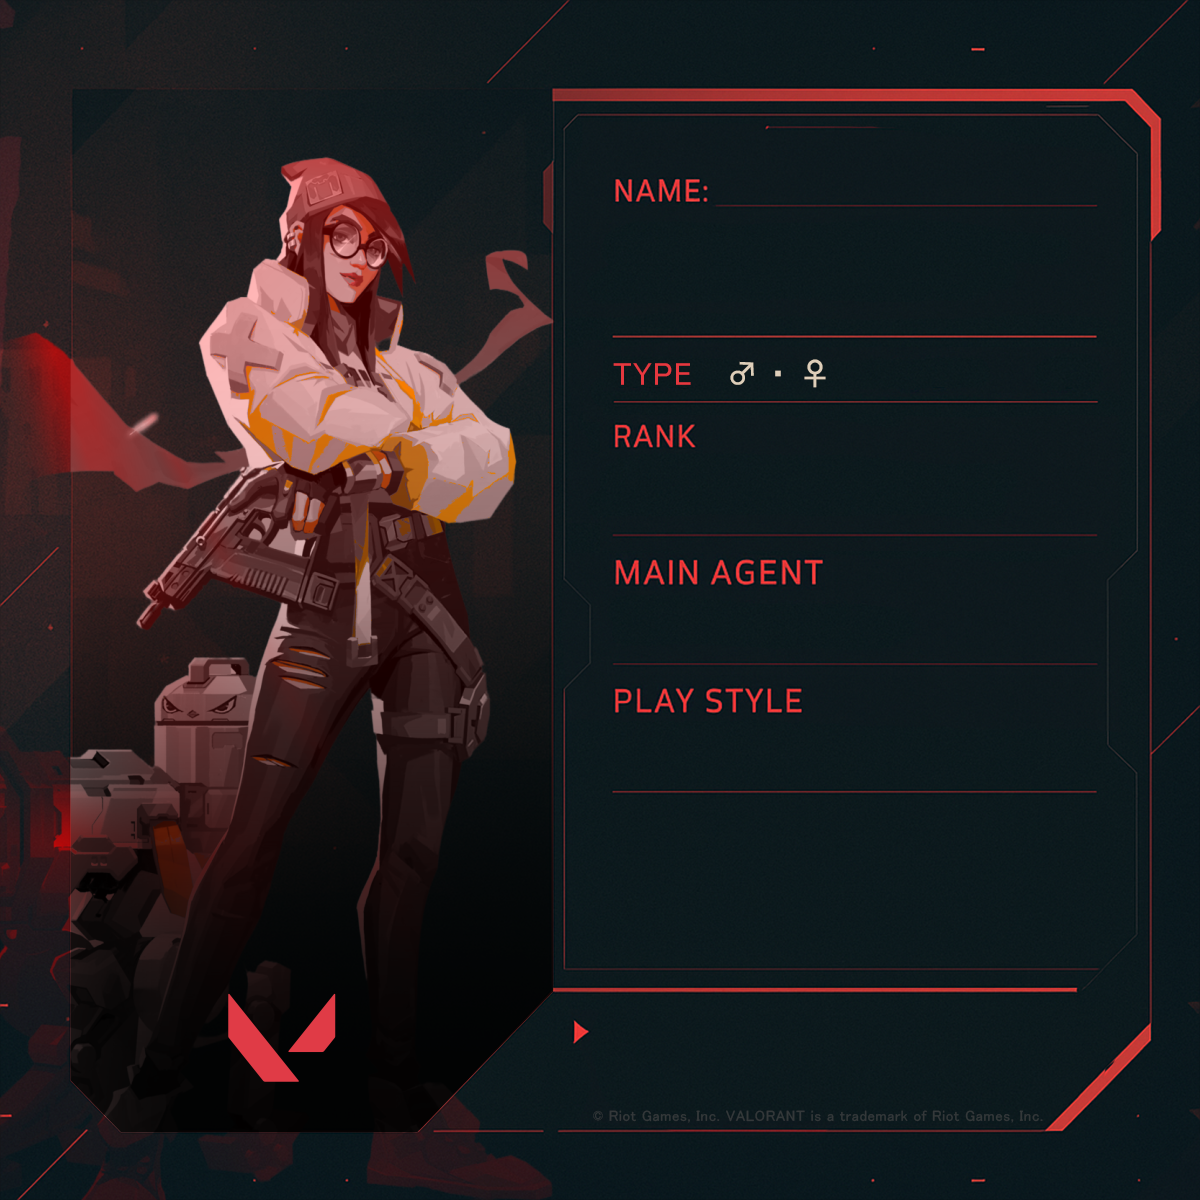 NAME:
TYPE ♂ · ♀
RANK
MAIN AGENT
PLAY STYLE
© Riot Games, Inc. VALORANT is a trademark of Riot Games, Inc.